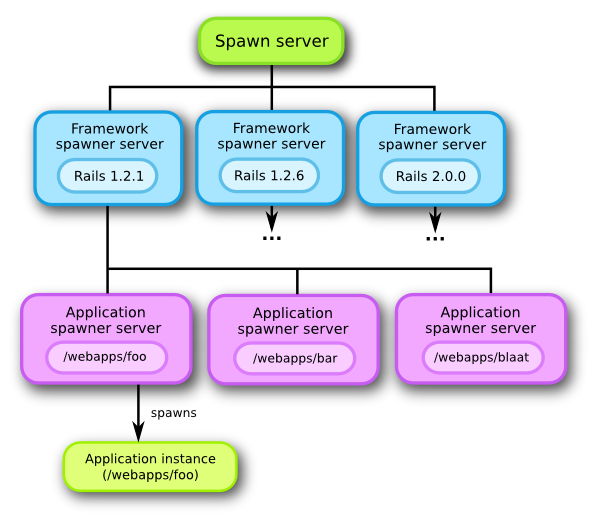 Spawn server
Framework
spawner server
Rails 1.2.1
Framework
spawner server
Rails 1.2.6
Framework
spawner server
Rails 2.0.0
...
...
Application
spawner server
/webapps/foo
Application
spawner server
/webapps/bar
Application
spawner server
/webapps/blaat
spawns
Application instance
(/webapps/foo)